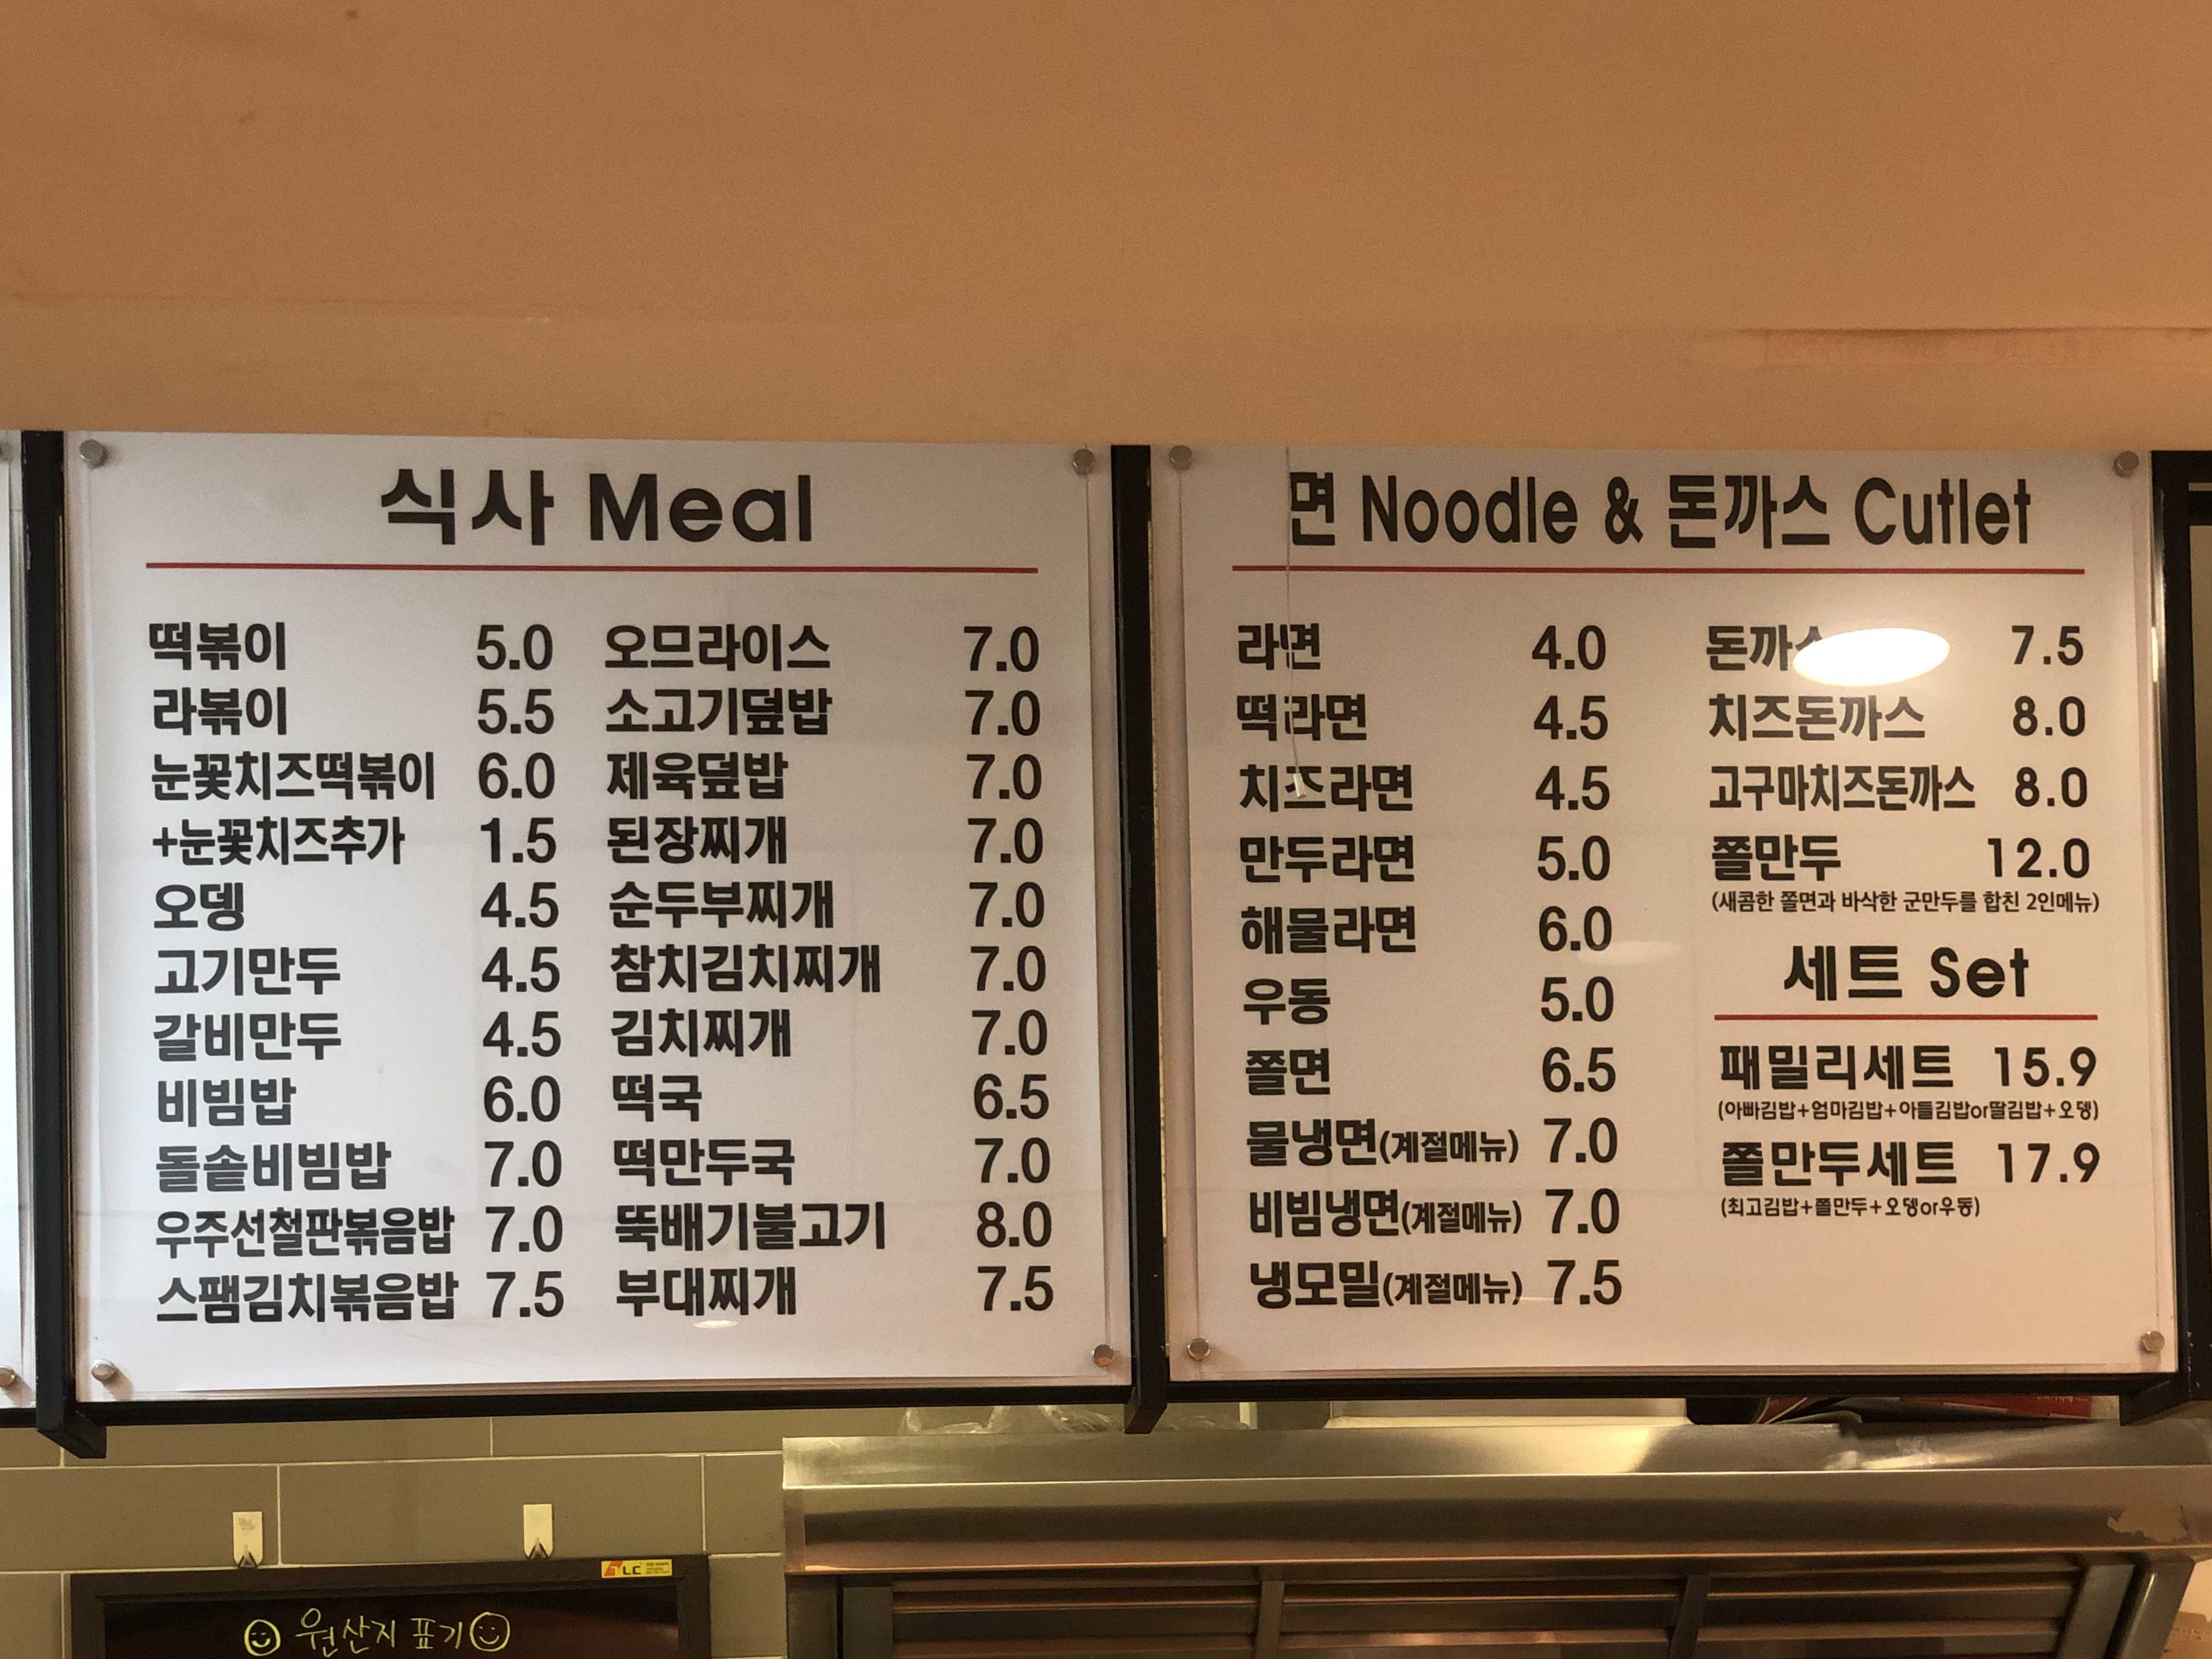 식사 Meal
떡볶이 5.0
라볶이 5.5
눈꽃치즈떡볶이 6.0
+눈꽃치즈추가 1.5
오뎅 4.5
고기만두 4.5
갈비만두 4.5
비빔밥 6.0
돌솥비빔밥 7.0
우주선철판볶음밥 7.0
스팸김치볶음밥 7.5
오므라이스 7.0
소고기덮밥 7.0
제육덮밥 7.0
된장찌개 7.0
순두부찌개 7.0
참치김치찌개 7.0
김치찌개 7.0
떡국 6.5
떡만두국 7.0
뚝배기불고기 8.0
부대찌개 7.5
면 Noodle & 돈까스 Cutlet
라면 4.0
떡라면 4.5
치즈라면 4.5
만두라면 5.0
해물라면 6.0
우동 5.0
쫄면 6.5
물냉면(계절메뉴) 7.0
비빔냉면(계절메뉴) 7.0
냉모밀(계절메뉴) 7.5
돈까스 7.5
치즈돈까스 8.0
고구마치즈돈까스 8.0
쫄만두 12.0
(새콤한 쫄면과 바삭한 군만두를 합친 2인메뉴)
세트 Set
패밀리세트 15.9
(아빠김밥+엄마김밥+아들김밥or딸김밥+오뎅)
쫄만두세트 17.9
(최고김밥+쫄만두+오뎅or우동)
LC
원산지 표기